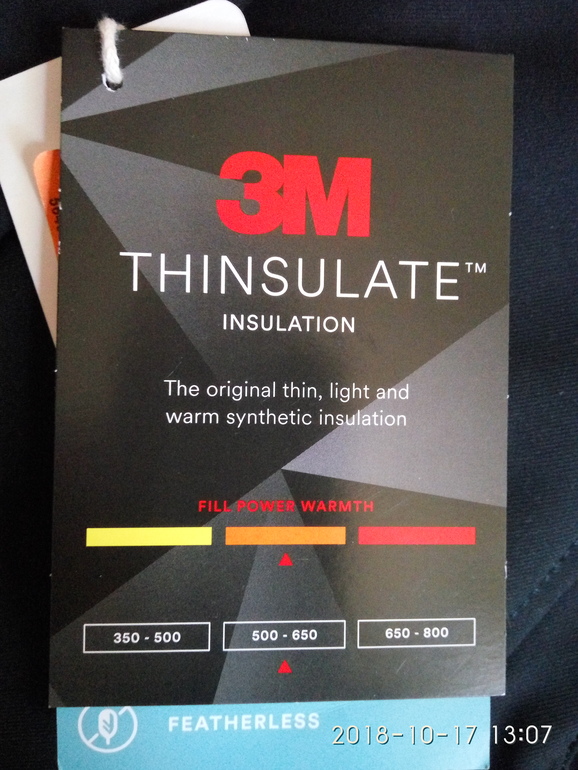 3M
THINSULATE™
INSULATION
The original thin, light and
warm synthetic insulation
FILL POWER WARMTH
350 - 500
500 - 650
650 - 800
FEATHERLESS
2018-10-17 13:07